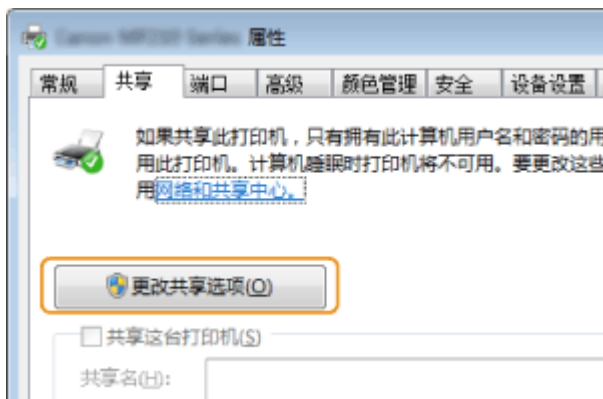 属性
常规 共享 端口 高级 颜色管理 安全 设备设置
如果共享此打印机，只有拥有此计算机用户名和密码的用
用此打印机。计算机睡眠时打印机将不可用。要更改这些
用网络和共享中心。
更改共享选项(O)
共享这台打印机(S)
共享名(H):